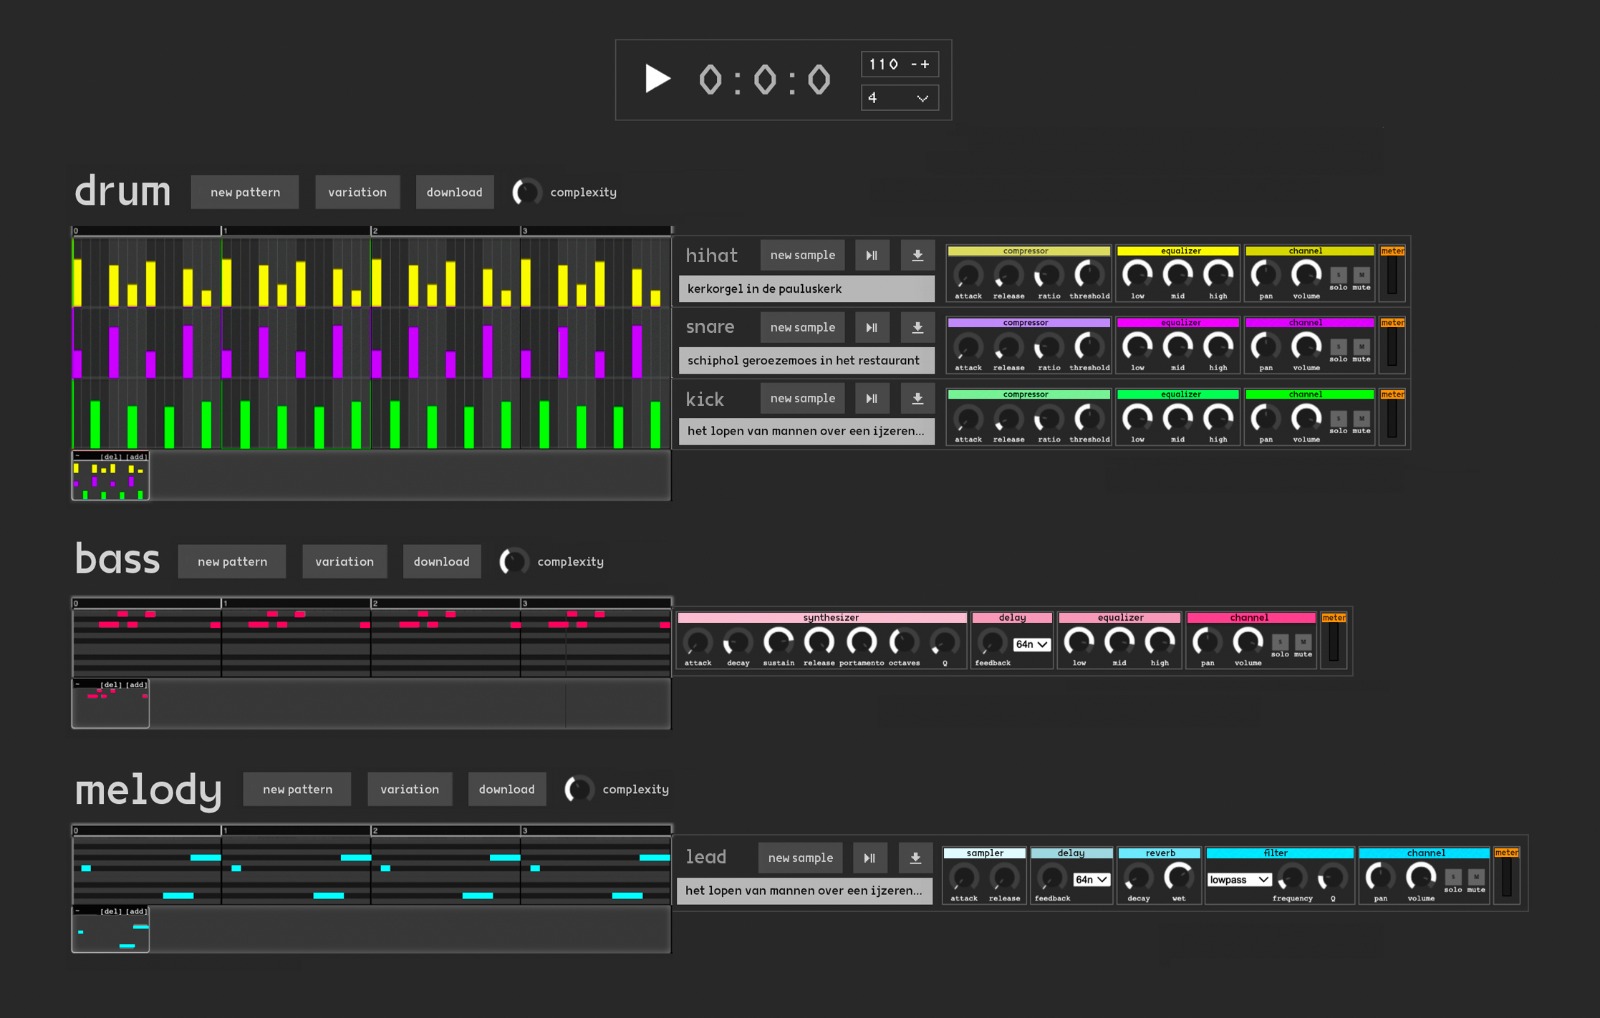 0:0:0
110 -+
4
drum new pattern variation download complexity
0 1 2 3
hihat new sample
kerkorgel in de pauluskerk
compressor equalizer channel meter
attack release ratio threshold low mid high pan volume S solo M mute
snare new sample
schiphol geroezemoes in het restaurant
compressor equalizer channel meter
attack release ratio threshold low mid high pan volume S solo M mute
kick new sample
het lopen van mannen over een ijzeren...
compressor equalizer channel meter
attack release ratio threshold low mid high pan volume S solo M mute
- [del] [add]
bass new pattern variation download complexity
0 1 2 3
synthesizer delay equalizer channel meter
attack decay sustain release portamento octaves Q feedback 64n low mid high pan volume S solo M mute
- [del] [add]
melody new pattern variation download complexity
0 1 2 3
lead new sample
het lopen van mannen over een ijzeren...
sampler delay reverb filter channel meter
attack release feedback 64n decay wet lowpass frequency Q pan volume S solo M mute
- [del] [add]